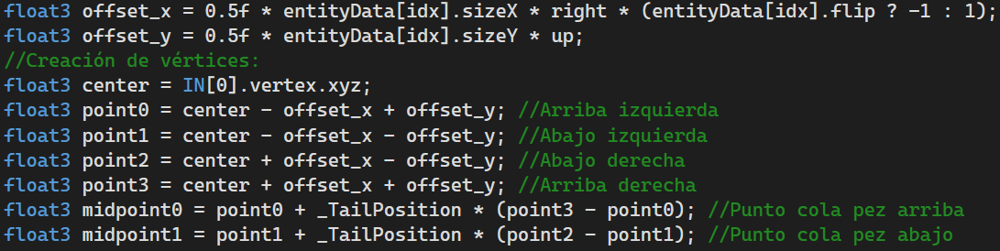 float3 offset_x = 0.5f * entityData[idx].sizeX * right * (entityData[idx].flip ? -1 : 1);
float3 offset_y = 0.5f * entityData[idx].sizeY * up;
//Creación de vértices:
float3 center = IN[0].vertex.xyz;
float3 point0 = center - offset_x + offset_y; //Arriba izquierda
float3 point1 = center - offset_x - offset_y; //Abajo izquierda
float3 point2 = center + offset_x - offset_y; //Abajo derecha
float3 point3 = center + offset_x + offset_y; //Arriba derecha
float3 midpoint0 = point0 + _TailPosition * (point3 - point0); //Punto cola pez arriba
float3 midpoint1 = point1 + _TailPosition * (point2 - point1); //Punto cola pez abajo